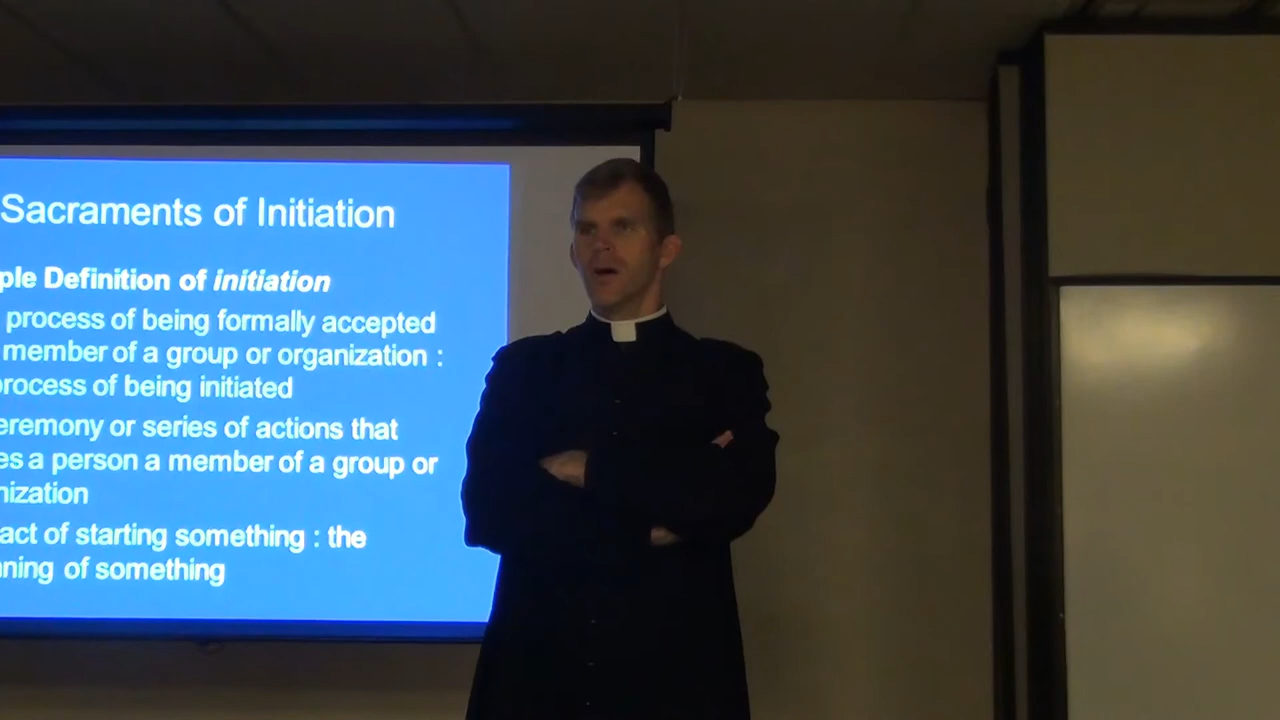 Sacraments of Initiation
ple Definition of initiation
process of being formally accepted
member of a group or organization :
process of being initiated
eremony or series of actions that
es a person a member of a group or
nization
act of starting something : the
nning of something